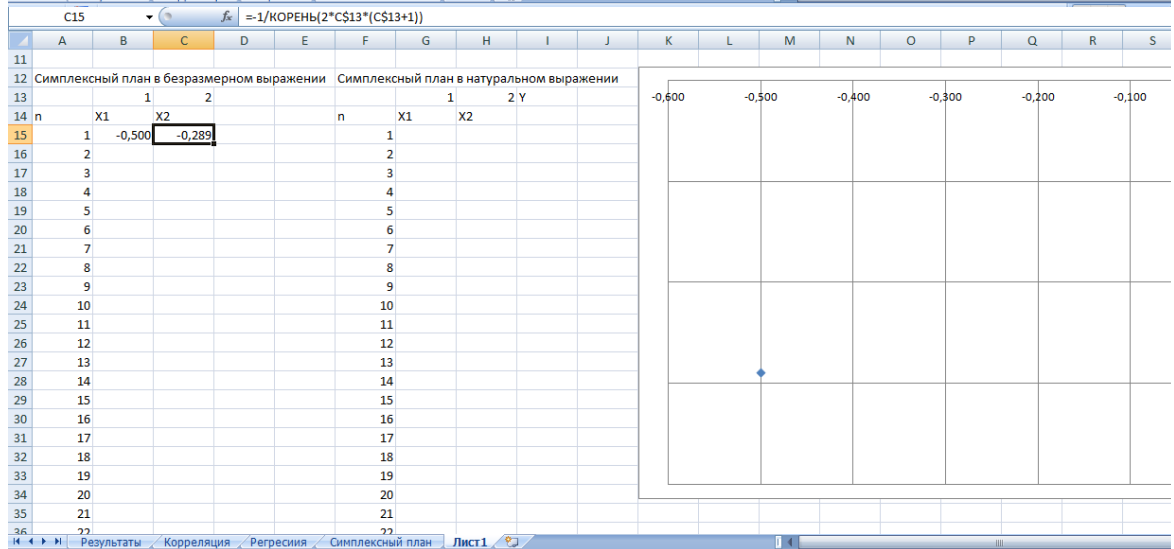 C15 fx =-1/КОРЕНЬ(2*C$13*(C$13+1))
A B C D E F G H I J K L M N O P Q R S
11
12 Симплексный план в безразмерном выражении Симплексный план в натуральном выражении
13 1 2 1 2 Y
14 n X1 X2 n X1 X2
15 1 -0,500 -0,289 1
16 2 2
17 3 3
18 4 4
19 5 5
20 6 6
21 7 7
22 8 8
23 9 9
24 10 10
25 11 11
26 12 12
27 13 13
28 14 14
29 15 15
30 16 16
31 17 17
32 18 18
33 19 19
34 20 20
35 21 21
36 22 22
-0,600 -0,500 -0,400 -0,300 -0,200 -0,100
Результаты Корреляция Регресиия Симплексный план Лист1